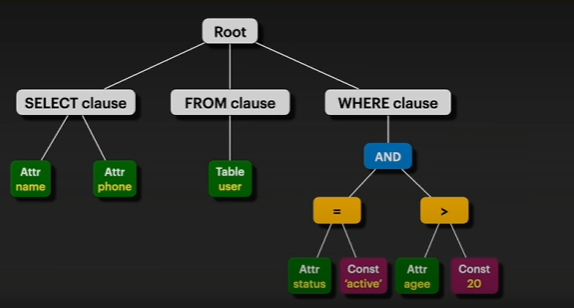 Root
SELECT clause
FROM clause
WHERE clause
AND
Attr
name
Attr
phone
Table
user
=
>
Attr
status
Const
'active'
Attr
agee
Const
20